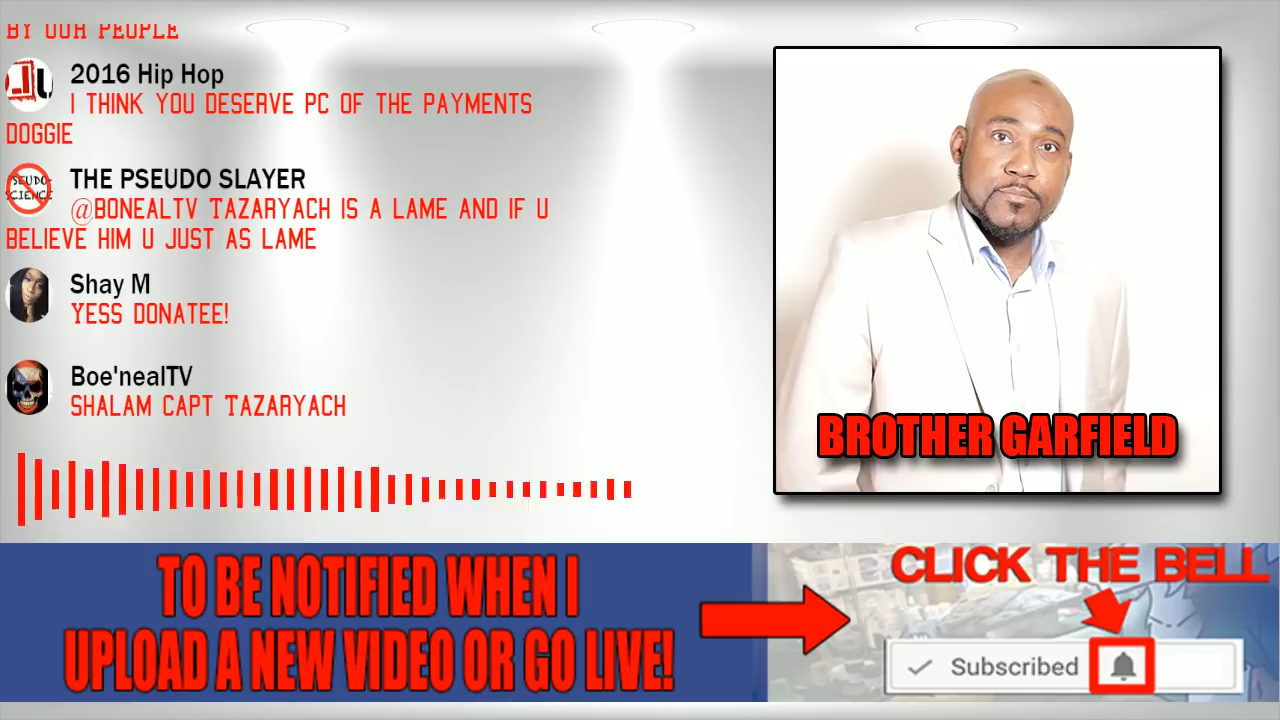 BY OUR PEOPLE
2016 Hip Hop
I THINK YOU DESERVE PC OF THE PAYMENTS
DOGGIE
THE PSEUDO SLAYER
@BONEALTV TAZARYACH IS A LAME AND IF U
BELIEVE HIM U JUST AS LAME
Shay M
YESS DONATEE!
Boe'nealTV
SHALAM CAPT TAZARYACH
BROTHER GARFIELD
TO BE NOTIFIED WHEN I
UPLOAD A NEW VIDEO OR GO LIVE!
CLICK THE BELL
Subscribed